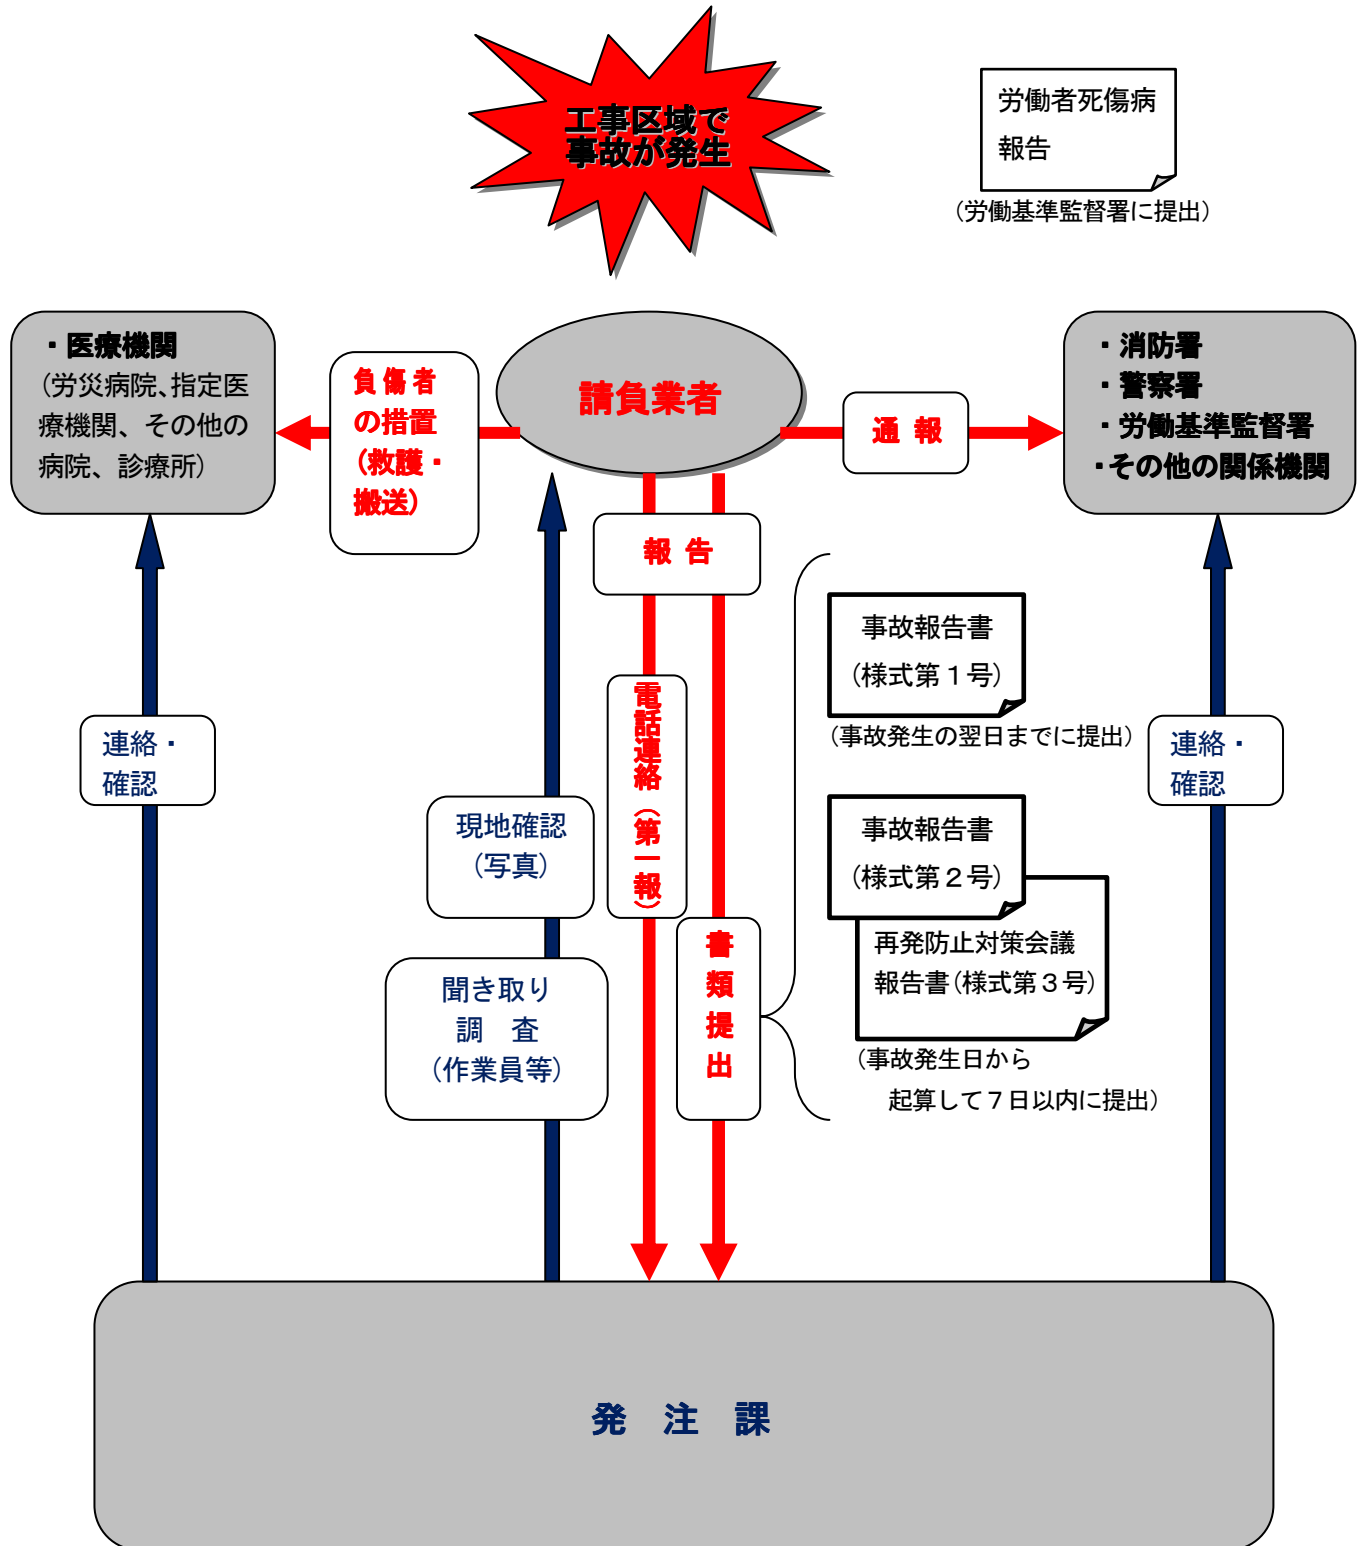 工事区域で
事故が発生
労働者死傷病
報告
（労働基準監督署に提出）
・医療機関
（労災病院、指定医
療機関、その他の
病院、診療所）
負傷者
の措置
（救護・
搬送）
請負業者
通 報
・消防署
・警察署
・労働基準監督署
・その他の関係機関
報 告
事故報告書
（様式第１号）
（事故発生の翌日までに提出）
電話連絡（第一報）
連絡・
確認
連絡・
確認
現地確認
（写真）
事故報告書
（様式第２号）
再発防止対策会議
報告書（様式第３号）
（事故発生日から
起算して７日以内に提出）
書類提出
聞き取り
調　査
（作業員等）
発　注　課